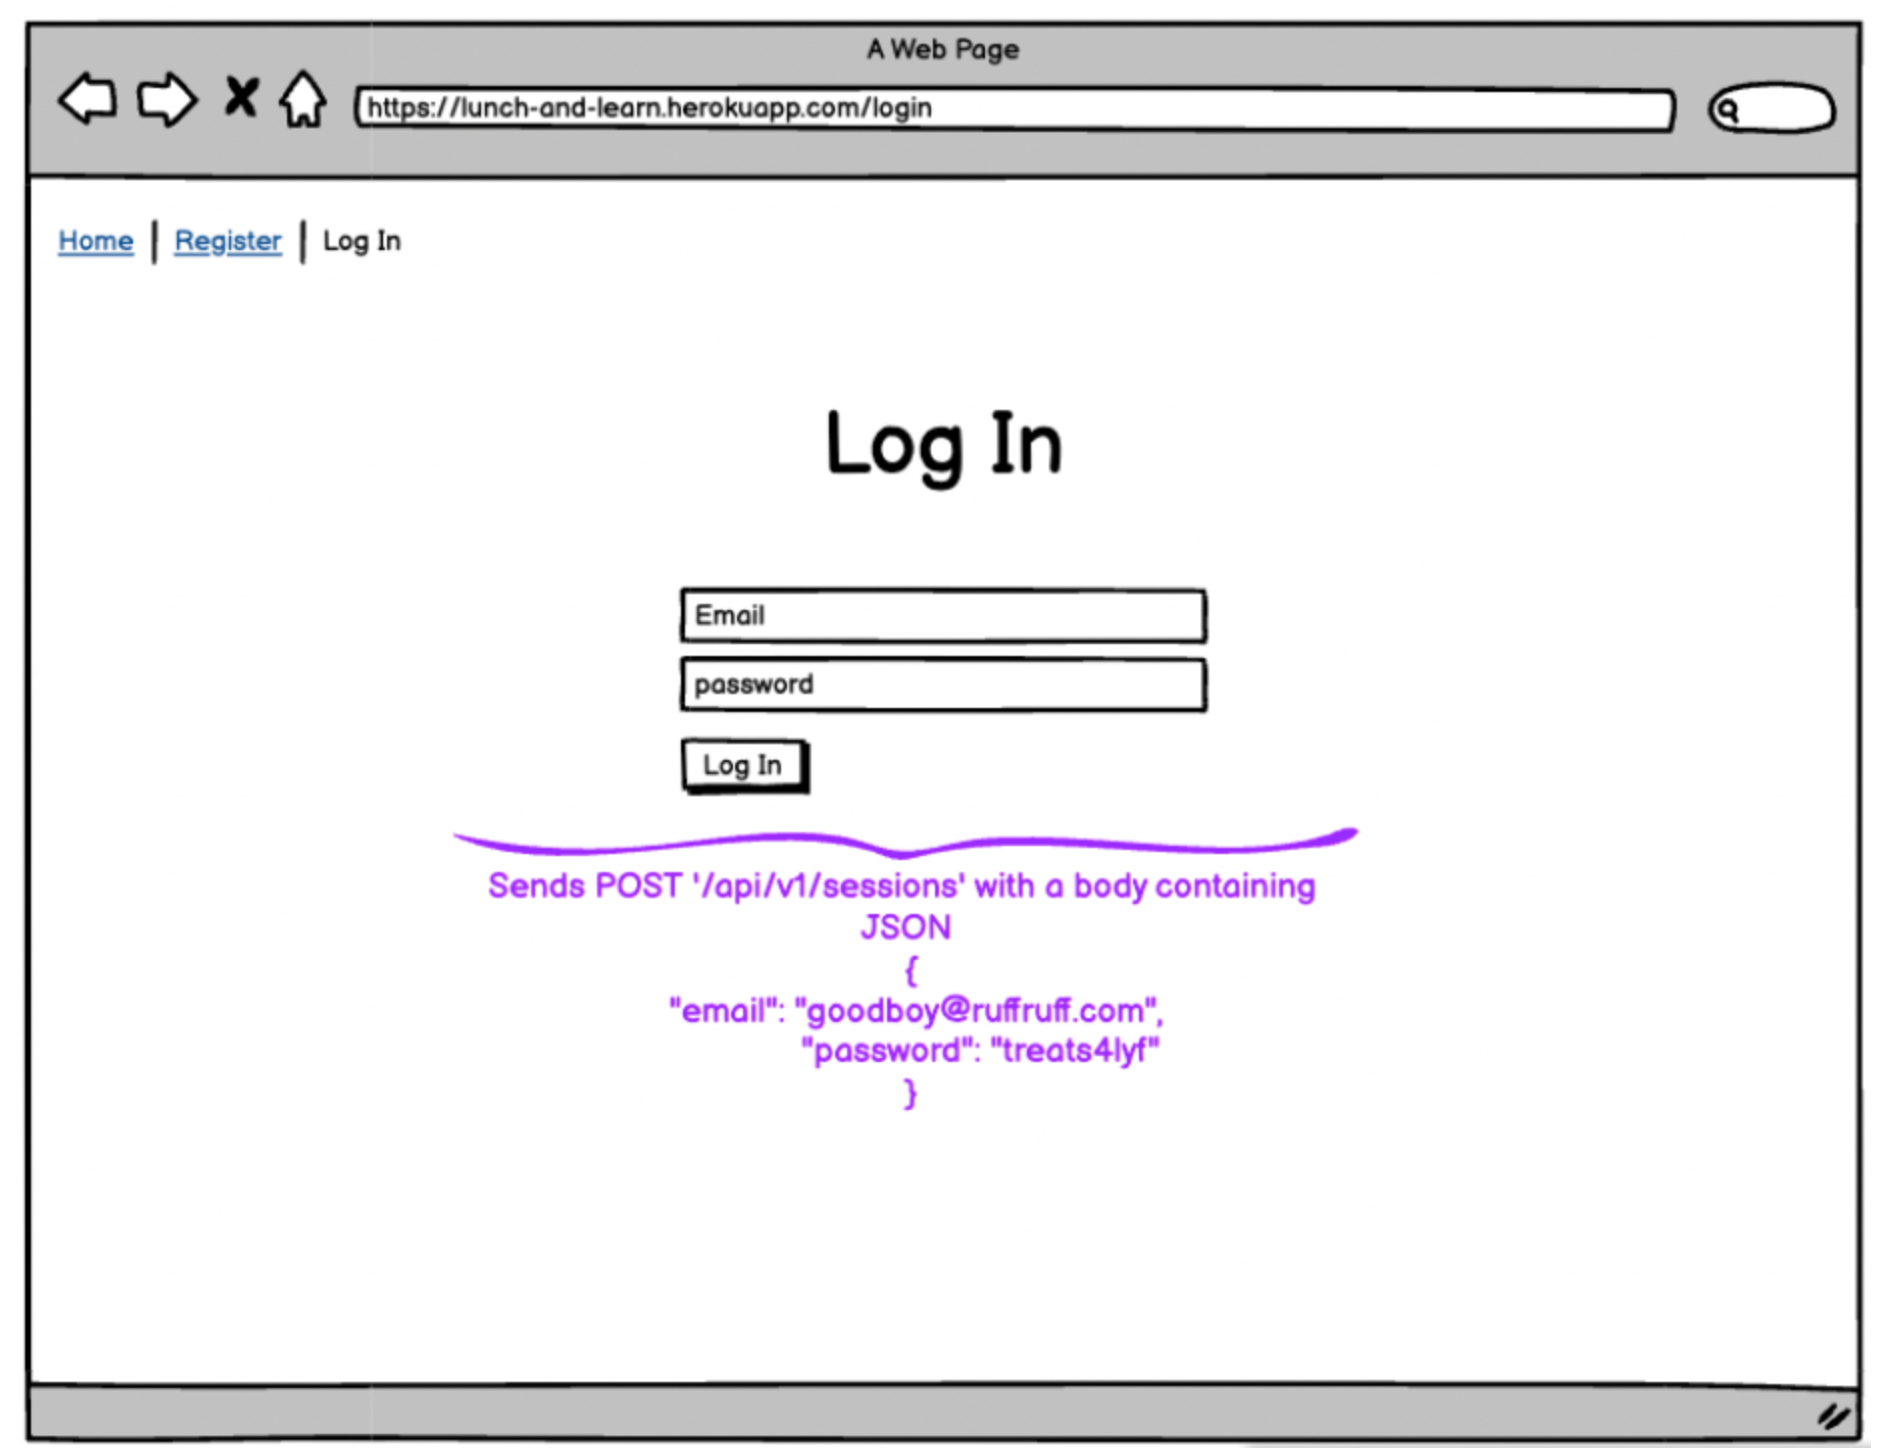 A Web Page
https://lunch-and-learn.herokuapp.com/login
Home | Register | Log In
Log In
Email
password
Log In
Sends POST '/api/v1/sessions' with a body containing
JSON
{
"email": "goodboy@ruffruff.com",
"password": "treats4lyf"
}